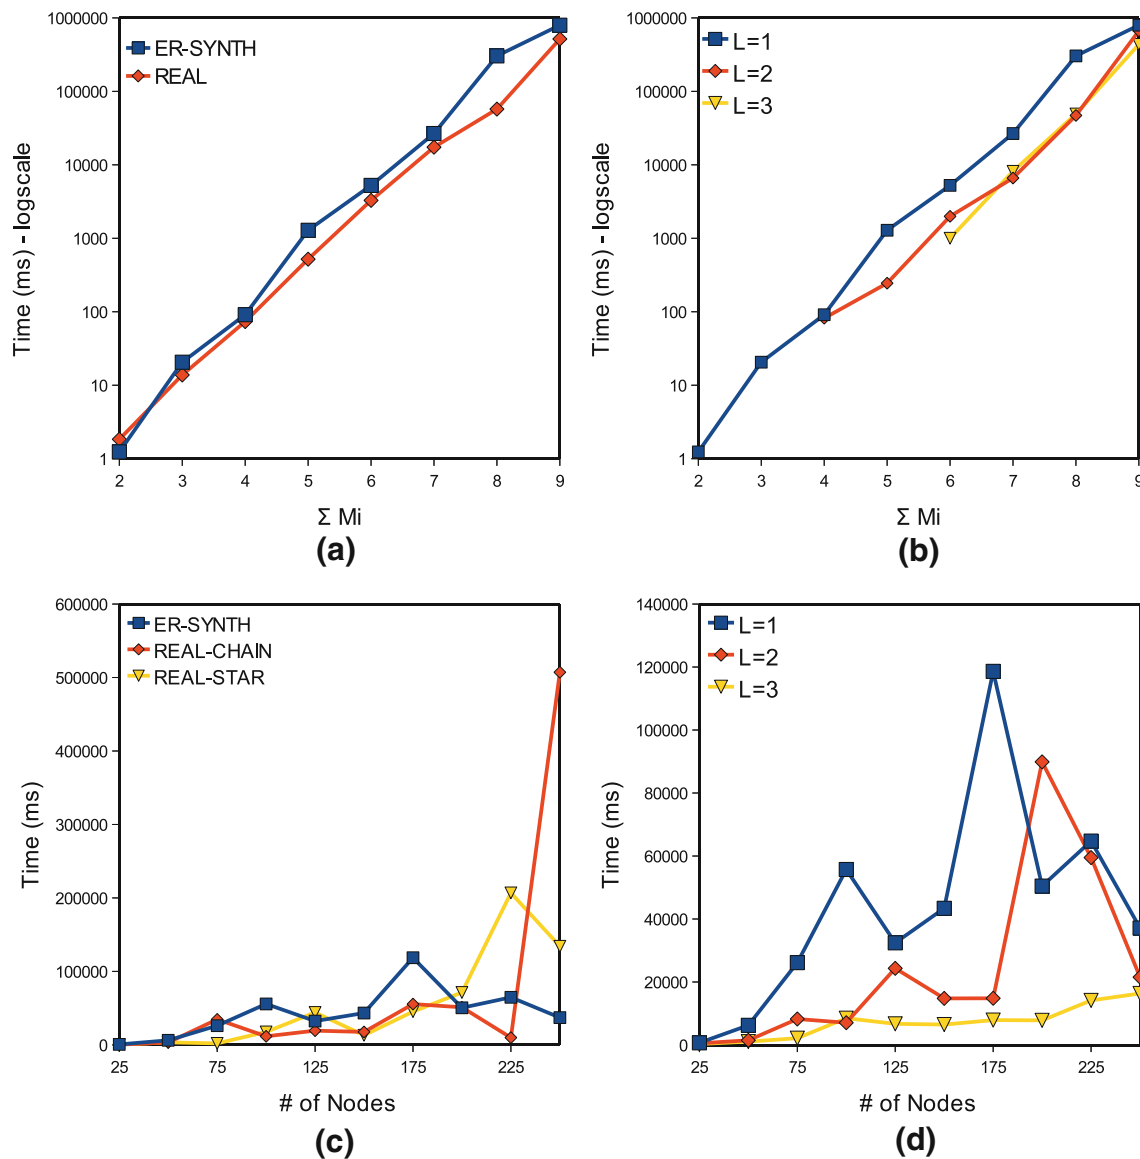 1000000
100000
10000
1000
100
10
1
Time (ms) - logscale
ER-SYNTH
REAL
2 3 4 5 6 7 8 9
Σ Mi
(a)
1000000
100000
10000
1000
100
10
1
Time (ms) - logscale
L=1
L=2
L=3
2 3 4 5 6 7 8 9
Σ Mi
(b)
600000
500000
400000
300000
200000
100000
0
Time (ms)
ER-SYNTH
REAL-CHAIN
REAL-STAR
25 75 125 175 225
# of Nodes
(c)
140000
120000
100000
80000
60000
40000
20000
0
Time (ms)
L=1
L=2
L=3
25 75 125 175 225
# of Nodes
(d)